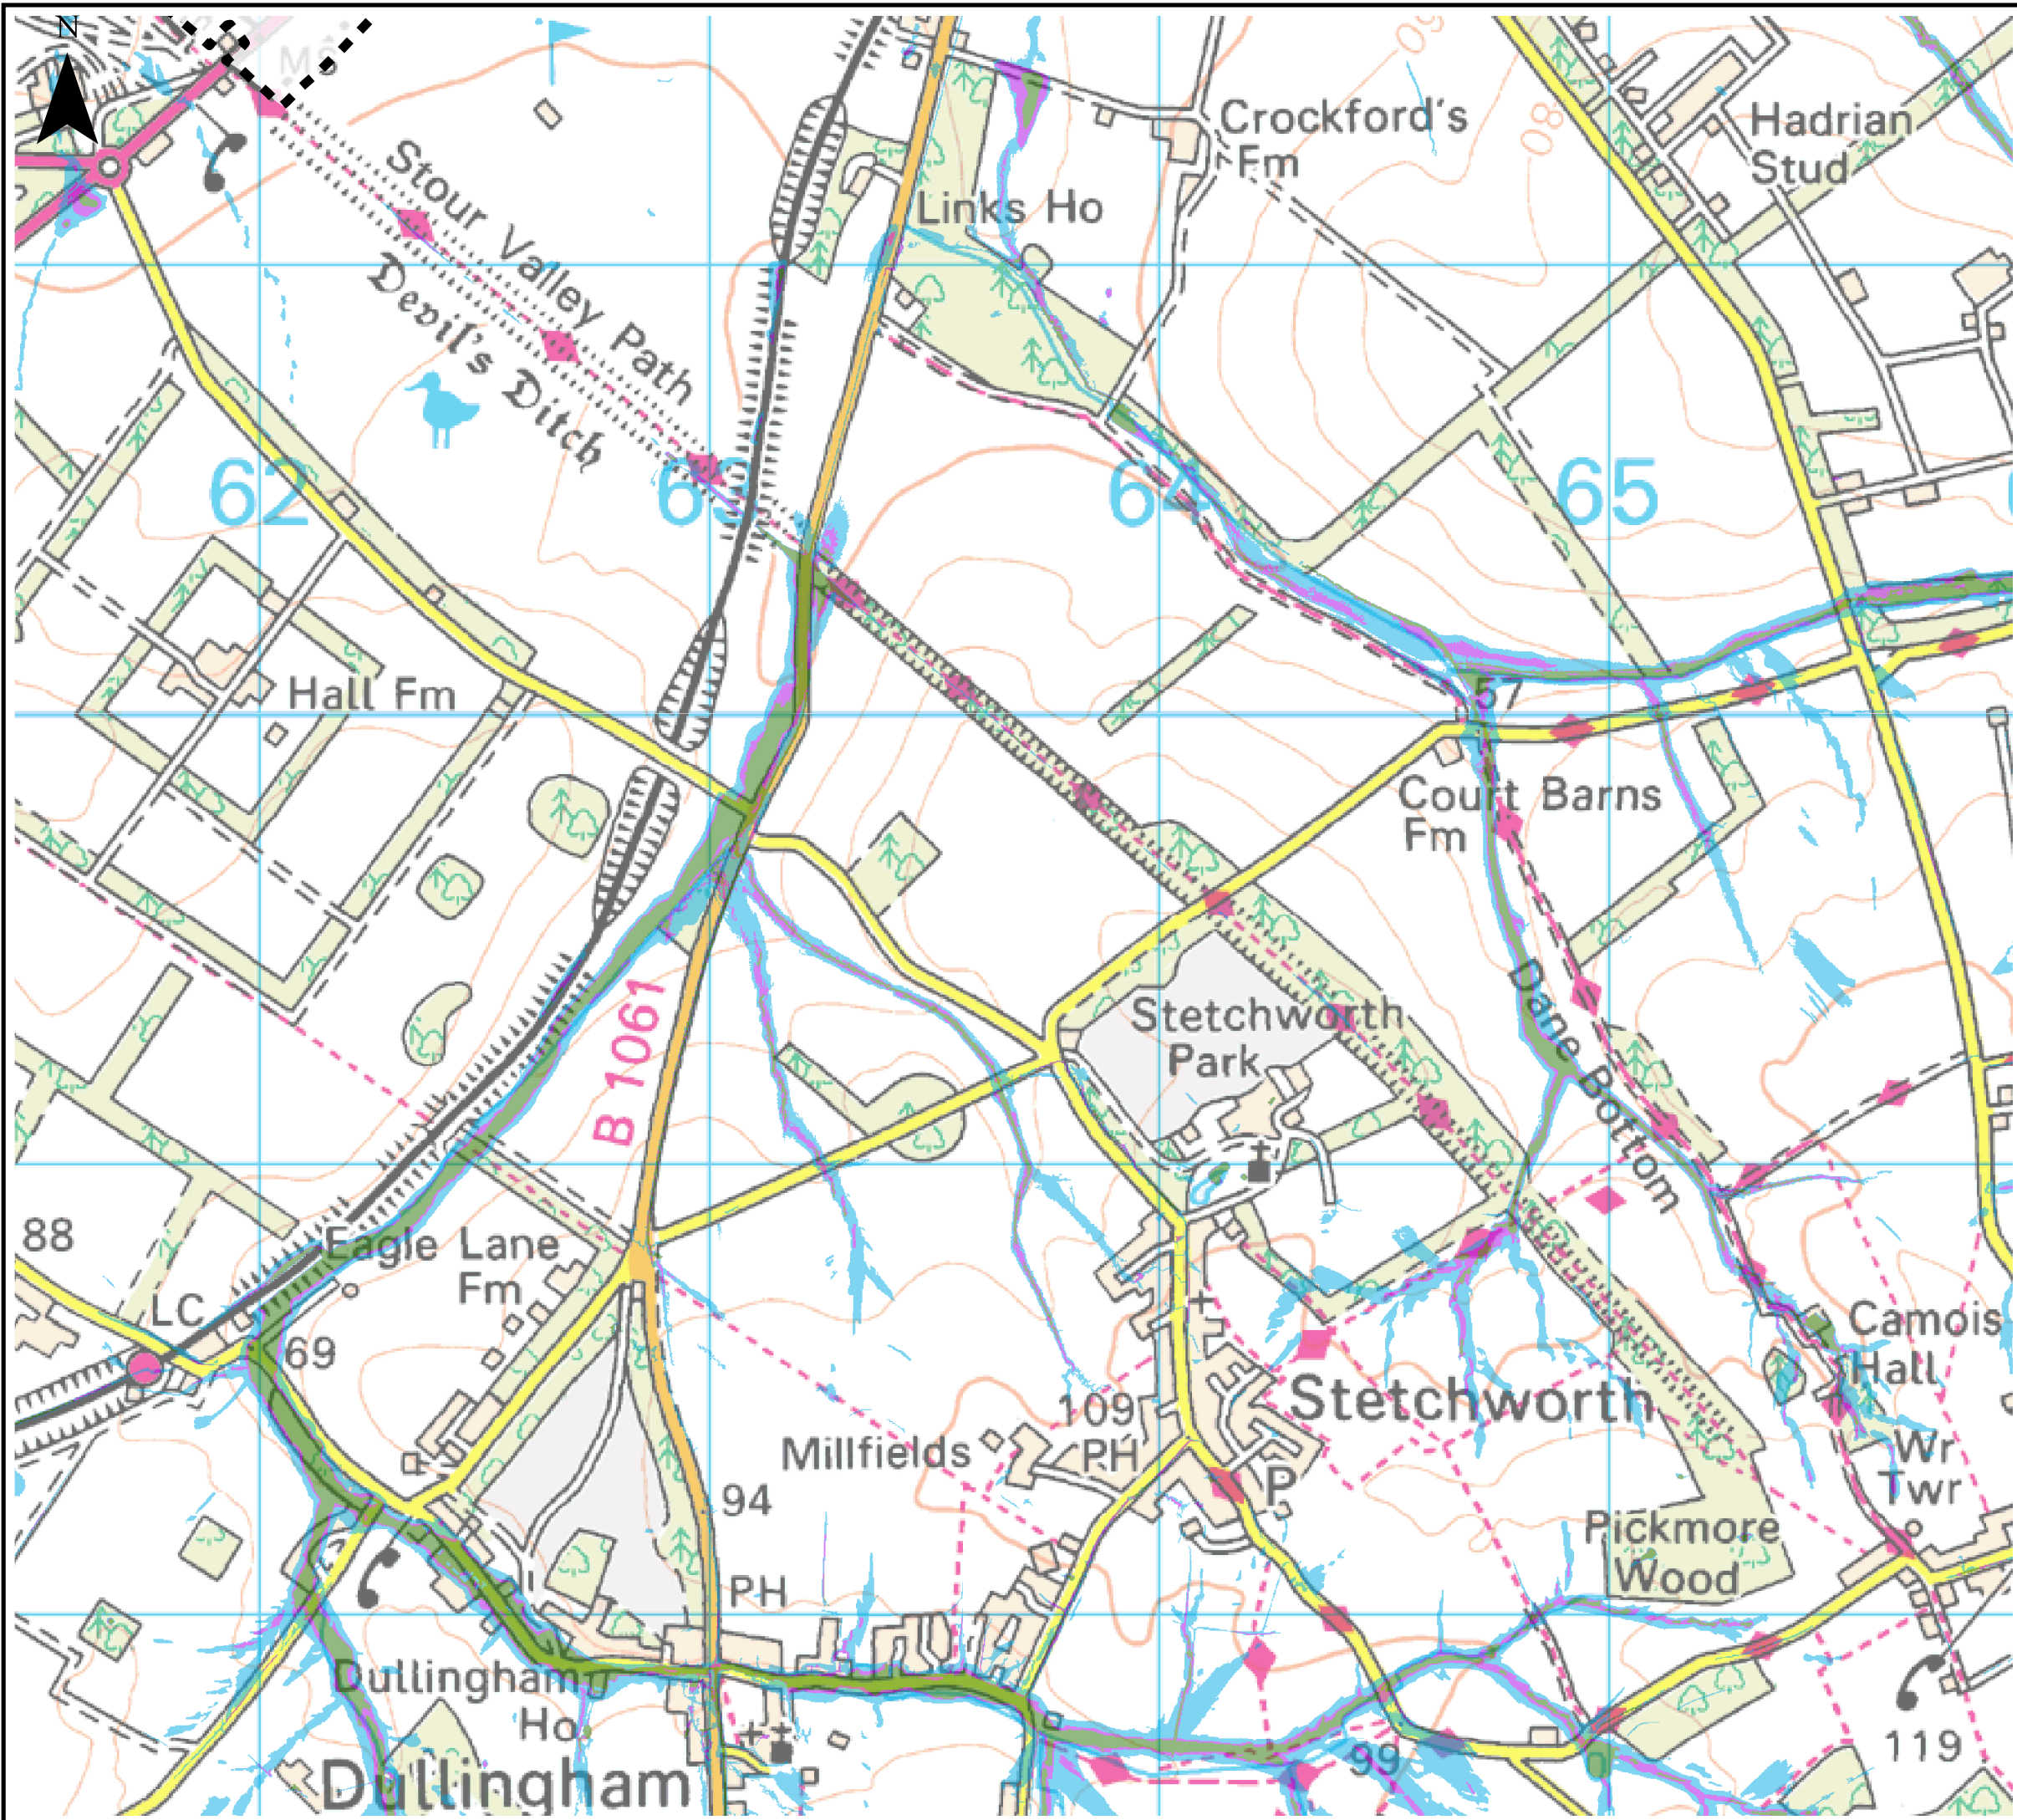 N
MS
08
Crockford's
Fm
Hadrian
Stud
Links Ho
Stour Valley Path
Devil's Ditch
62
63
64
65
Hall Fm
57
Court Barns
Fm
B 1061
Stetchworth
Park
Dane Bottom
88
Eagle Lane
Fm
LC
69
Camois
Hall
Stetchworth
109
PH
Millfields
P
Wr
Twr
94
Pickmore
Wood
PH
Dullingham
Ho
99
119
Dullingham